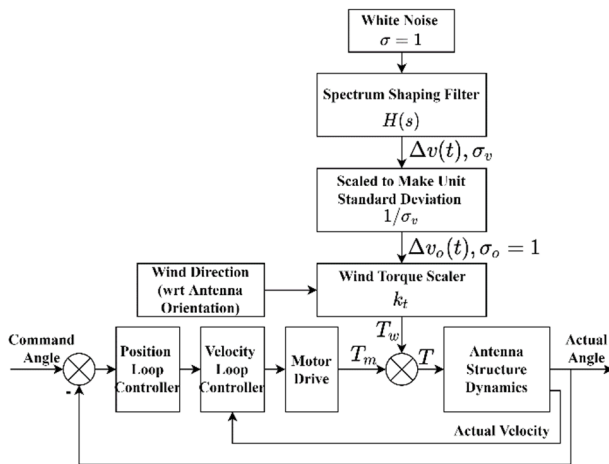 White Noise
σ = 1
Spectrum Shaping Filter
H(s)
Δv(t), σ_v
Scaled to Make Unit
Standard Deviation
1/σ_v
Δv_o(t), σ_o = 1
Wind Direction
(wrt Antenna
Orientation)
Wind Torque Scaler
k_t
T_w
Command
Angle
-
Position
Loop
Controller
Velocity
Loop
Controller
Motor
Drive
T_m
T
Antenna
Structure
Dynamics
Actual
Angle
Actual Velocity